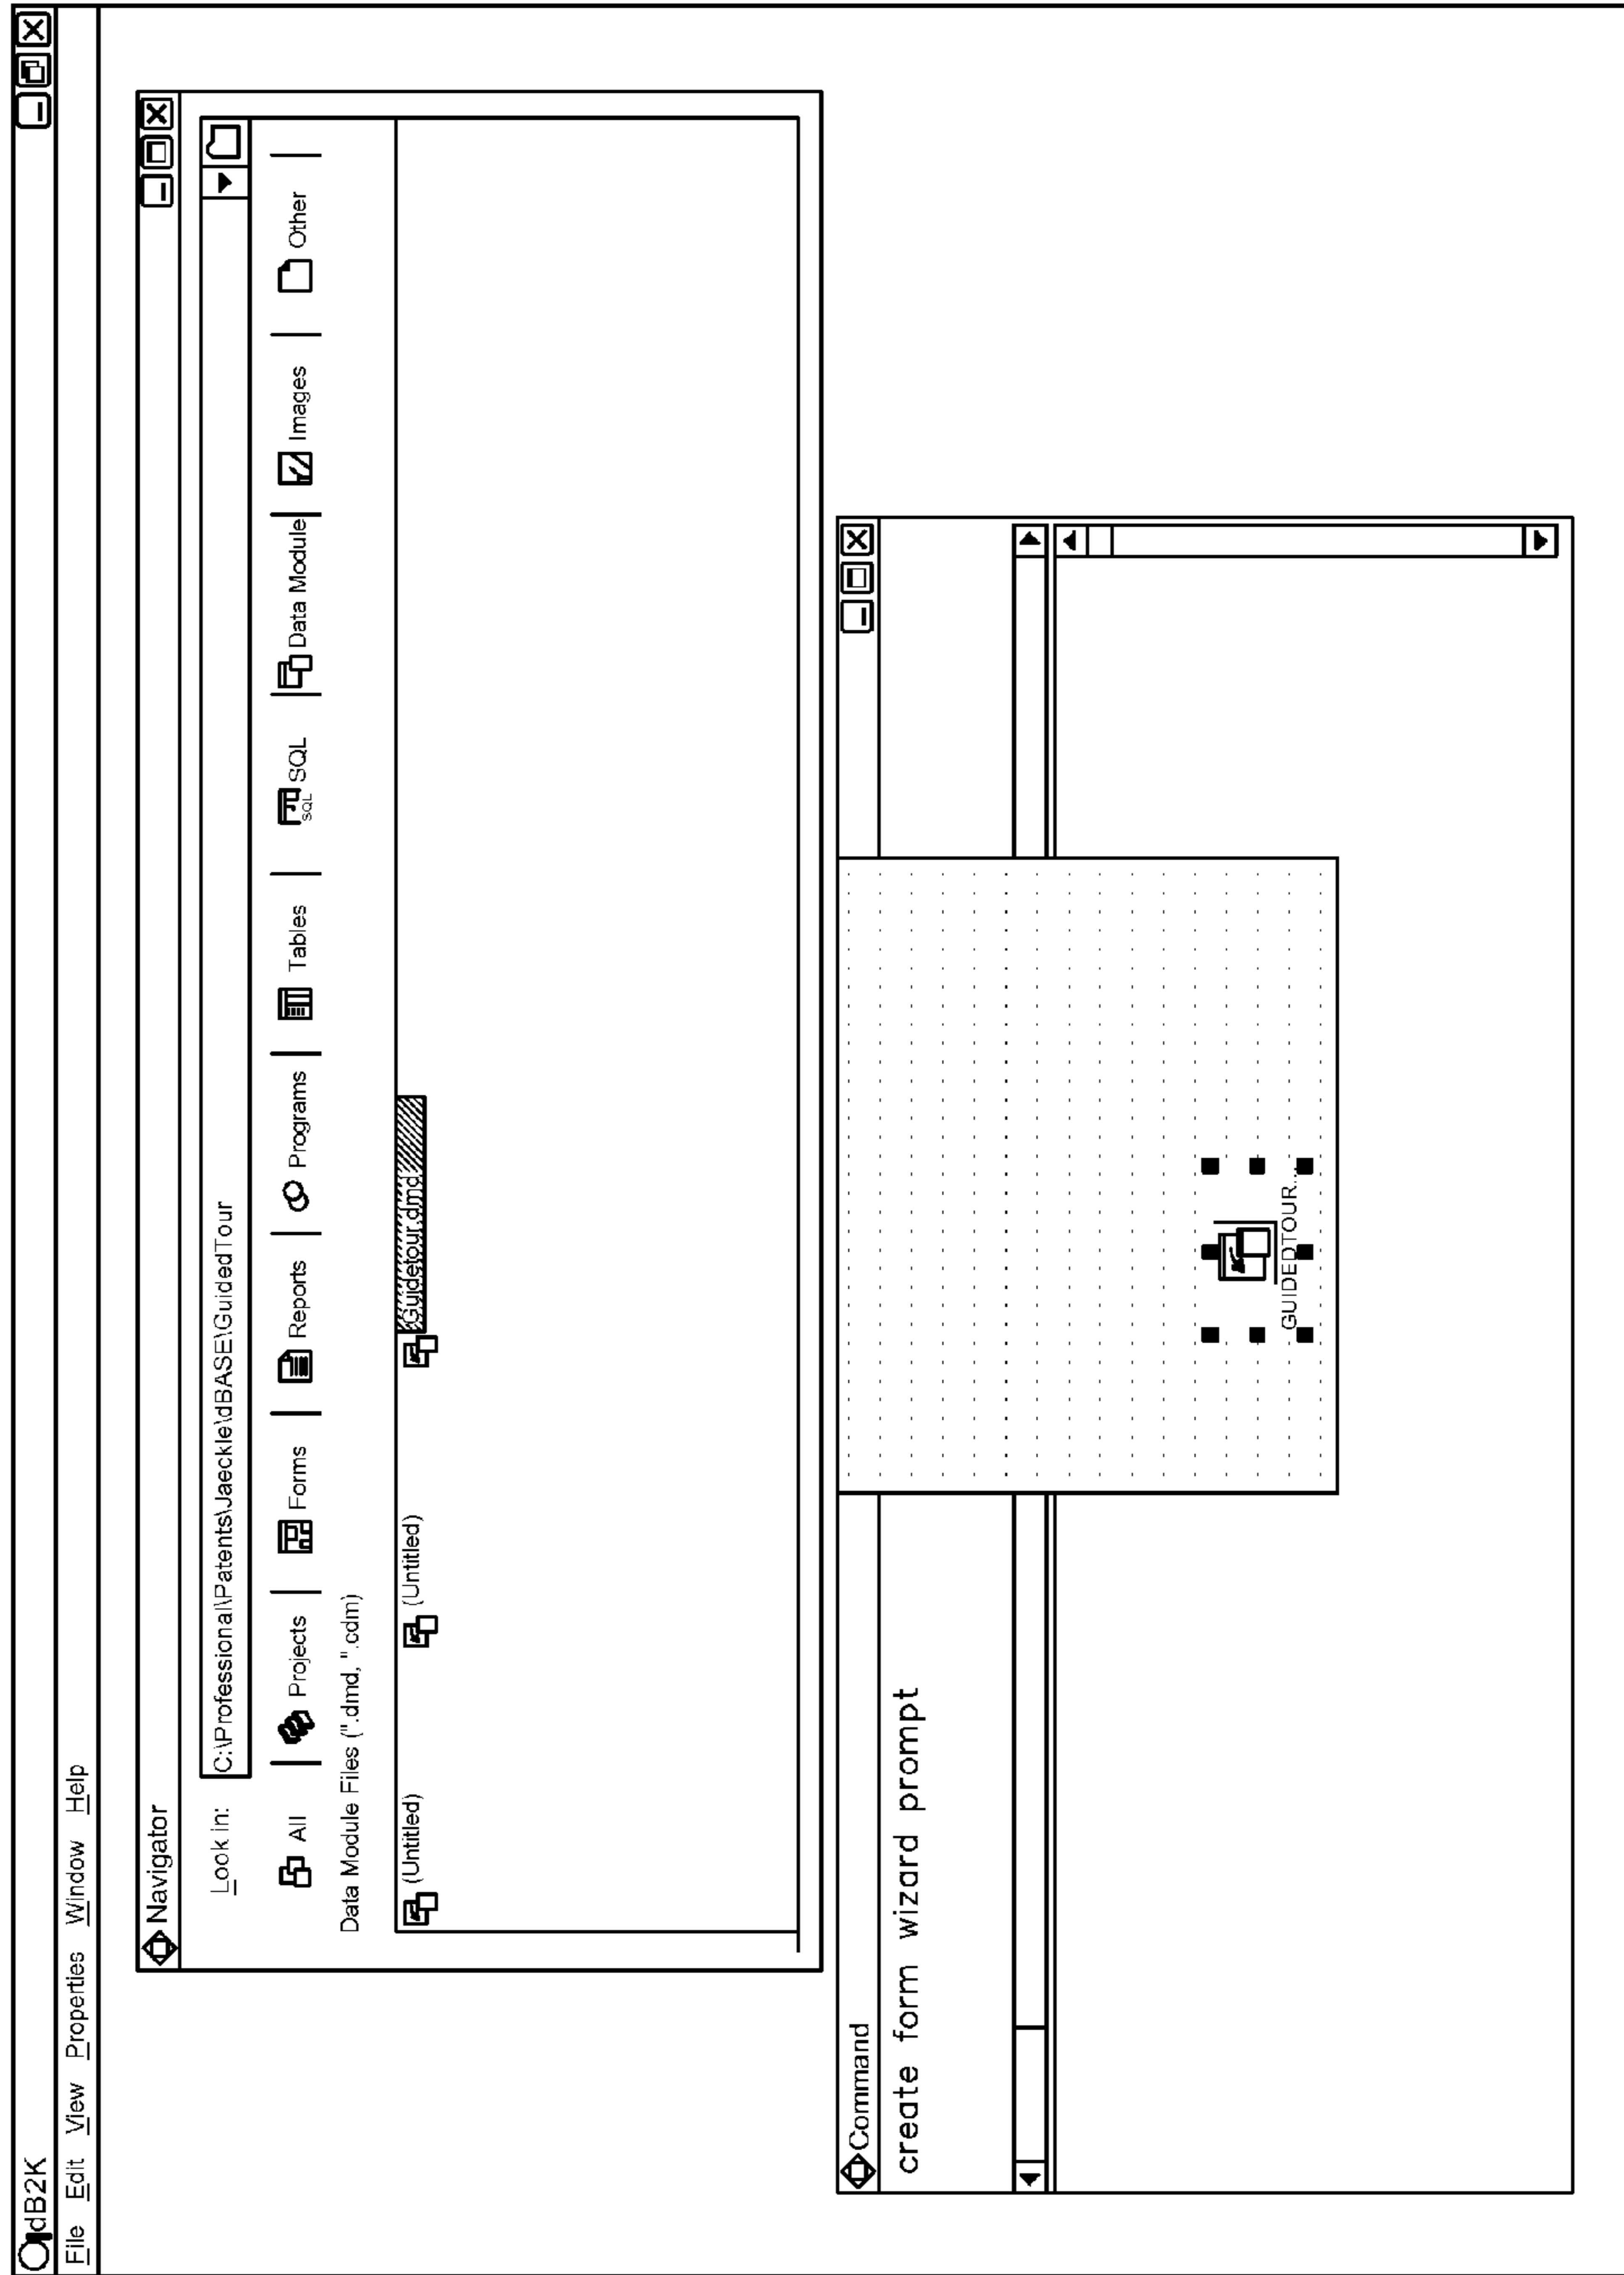 dB2K
File Edit View Properties Window Help
Navigator
Look in: C:\Professional\Patents\Jaeckle\dBASE\GuidedTour
All Projects Forms Reports Programs Tables SQL SQL Data Module Images Other
Data Module Files (".dmd, ".cdm)
(Untitled) (Untitled) Guidetour.dmd
Command
create form wizard prompt
GUIDEDTOUR...